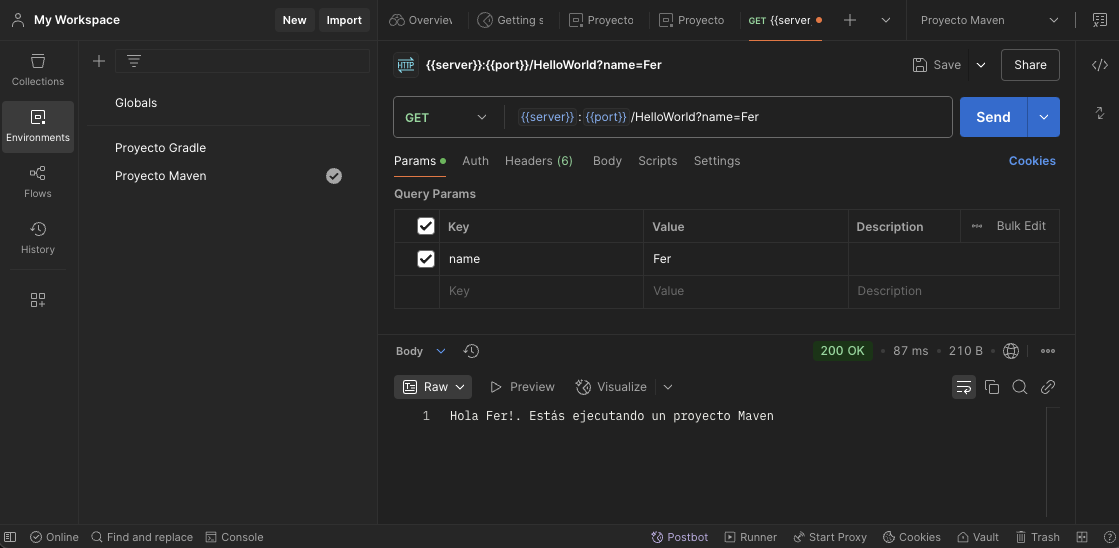 My Workspace New Import
Overview Getting s Proyecto Proyecto GET {{server Proyecto Maven
Collections
Environments
Flows
History
Globals
Proyecto Gradle
Proyecto Maven
HTTP {{server}}:{{port}}/HelloWorld?name=Fer Save Share
GET {{server}} : {{port}} /HelloWorld?name=Fer Send
Params Auth Headers (6) Body Scripts Settings Cookies
Query Params
Key Value Description Bulk Edit
name Fer
Key Value Description
Body 200 OK 87 ms 210 B
Raw Preview Visualize
1 Hola Fer!. Estás ejecutando un proyecto Maven
Online Find and replace Console Postbot Runner Start Proxy Cookies Vault Trash